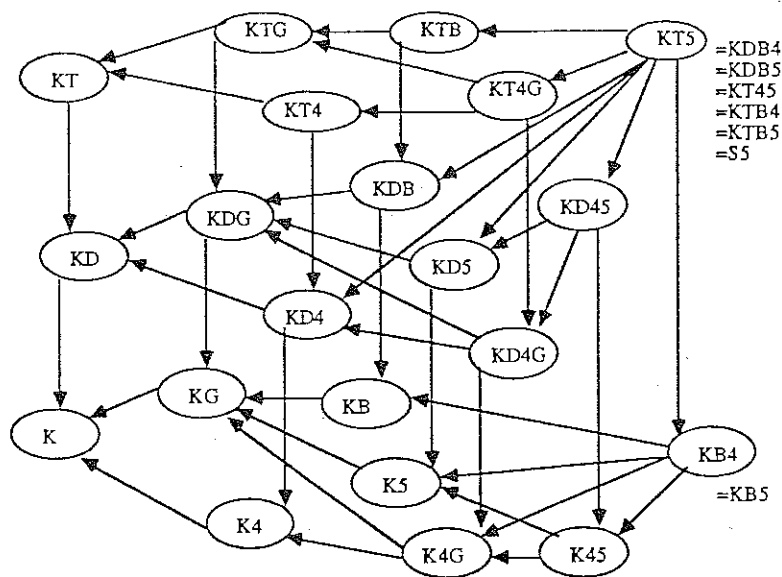 KTG
KTB
KT5
=KDB4
=KDB5
=KT45
=KTB4
=KTB5
=S5
KT
KT4G
KT4
KDB
KD45
KDG
KD
KD5
KD4
KD4G
KG
KB
K
KB4
=KB5
K5
K4
K4G
K45